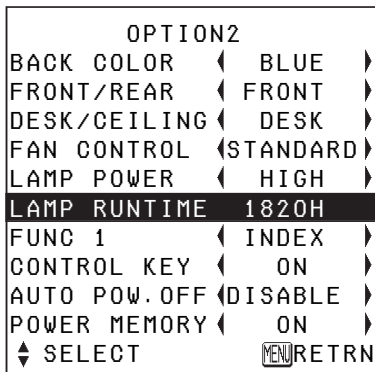 OPTION2
BACK COLOR BLUE
FRONT/REAR FRONT
DESK/CEILING DESK
FAN CONTROL STANDARD
LAMP POWER HIGH
LAMP RUNTIME 1820H
FUNC 1 INDEX
CONTROL KEY ON
AUTO POW.OFF DISABLE
POWER MEMORY ON
SELECT MENU RETRN